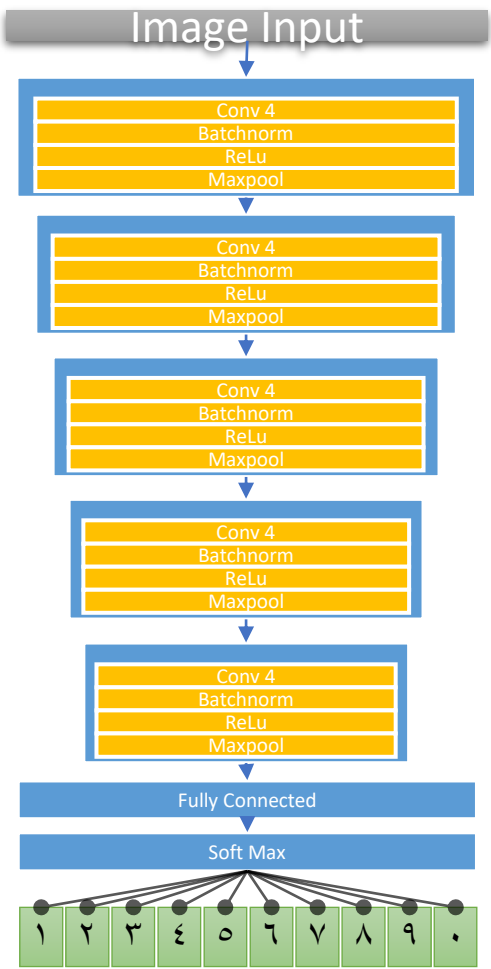 Image Input
Conv 4
Batchnorm
ReLu
Maxpool
Conv 4
Batchnorm
ReLu
Maxpool
Conv 4
Batchnorm
ReLu
Maxpool
Conv 4
Batchnorm
ReLu
Maxpool
Conv 4
Batchnorm
ReLu
Maxpool
Fully Connected
Soft Max
١ ٢ ٣ ٤ ٥ ٦ ٧ ٨ ٩ ٠